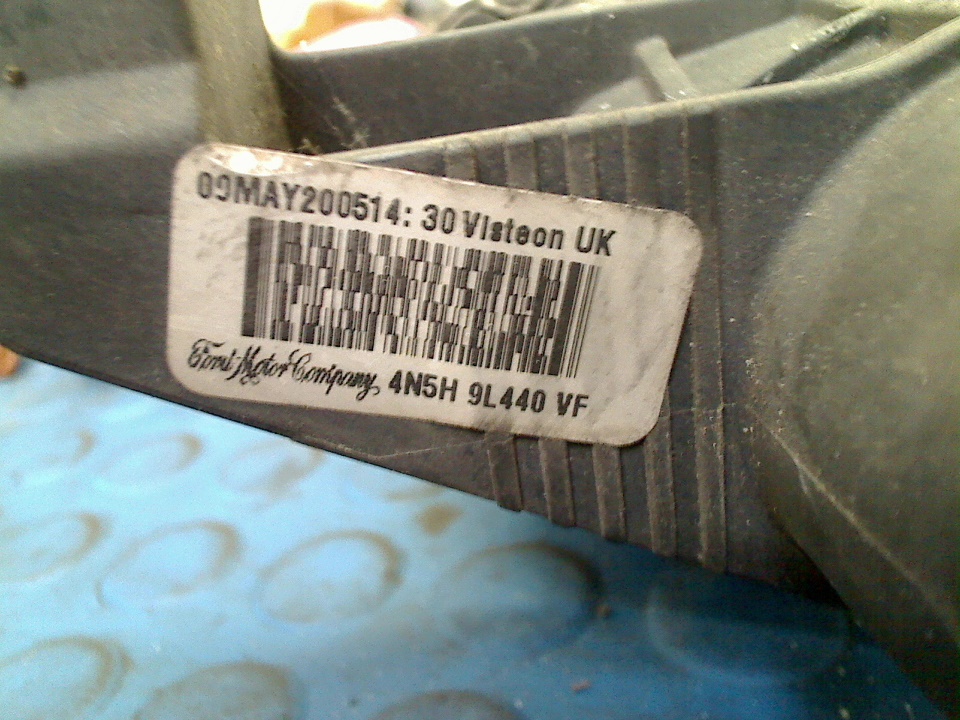 09MAY200514:30 Visteon UK
Ford Motor Company 4N5H 9L440 VF